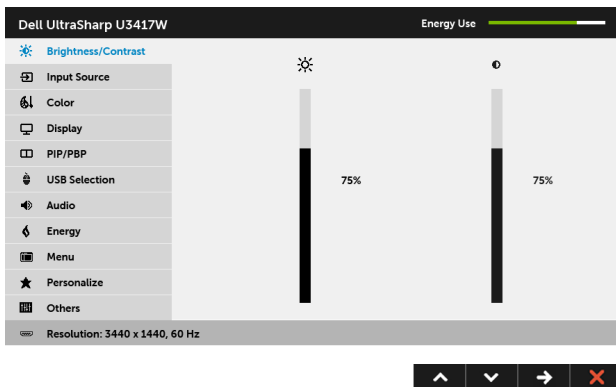 Dell UltraSharp U3417W
Energy Use
Brightness/Contrast
Input Source
Color
Display
PIP/PBP
USB Selection
Audio
Energy
Menu
Personalize
Others
75%
75%
Resolution: 3440 x 1440, 60 Hz